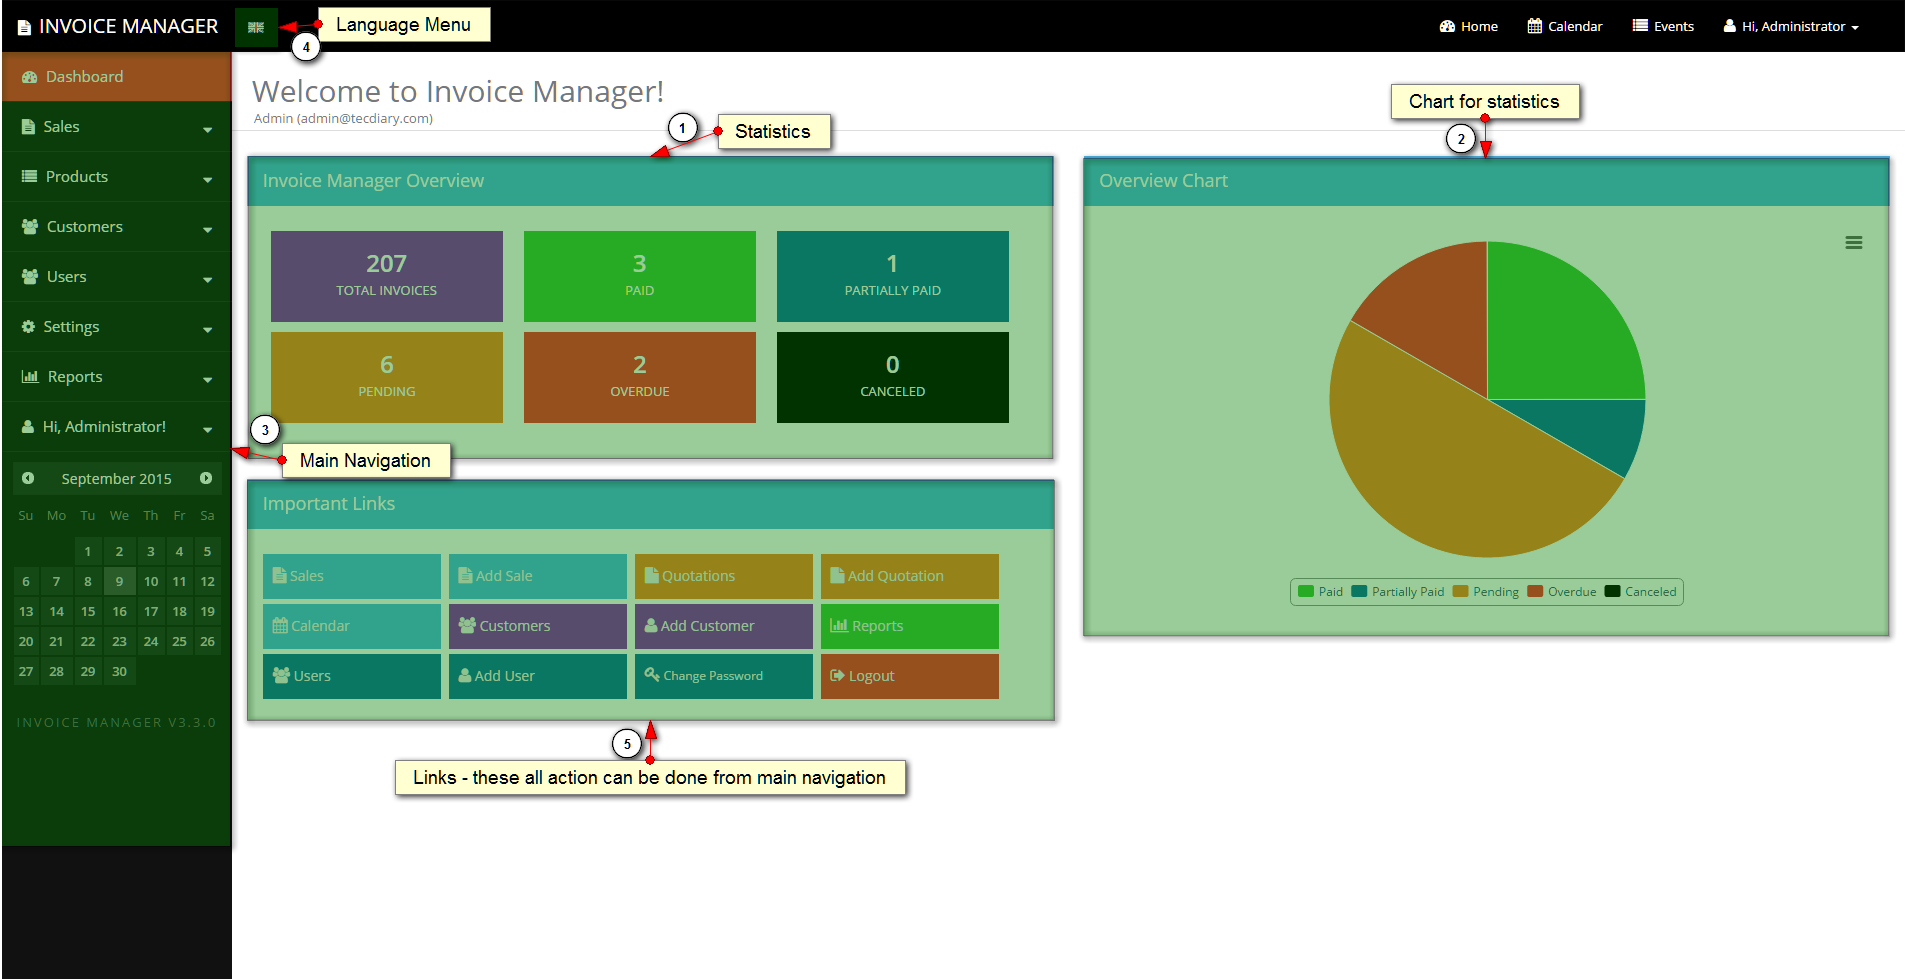 INVOICE MANAGER
Language Menu
4
Home
Calendar
Events
Hi, Administrator
Dashboard
Sales
Products
Customers
Users
Settings
Reports
Hi, Administrator!
3
Main Navigation
September 2015
Su Mo Tu We Th Fr Sa
1 2 3 4 5
6 7 8 9 10 11 12
13 14 15 16 17 18 19
20 21 22 23 24 25 26
27 28 29 30
INVOICE MANAGER V3.3.0
Welcome to Invoice Manager!
Admin (admin@tecdiary.com)
1
Statistics
Invoice Manager Overview
207
TOTAL INVOICES
3
PAID
1
PARTIALLY PAID
6
PENDING
2
OVERDUE
0
CANCELED
Important Links
Sales
Add Sale
Quotations
Add Quotation
Calendar
Customers
Add Customer
Reports
Users
Add User
Change Password
Logout
5
Links - these all action can be done from main navigation
Chart for statistics
2
Overview Chart
Paid Partially Paid Pending Overdue Canceled